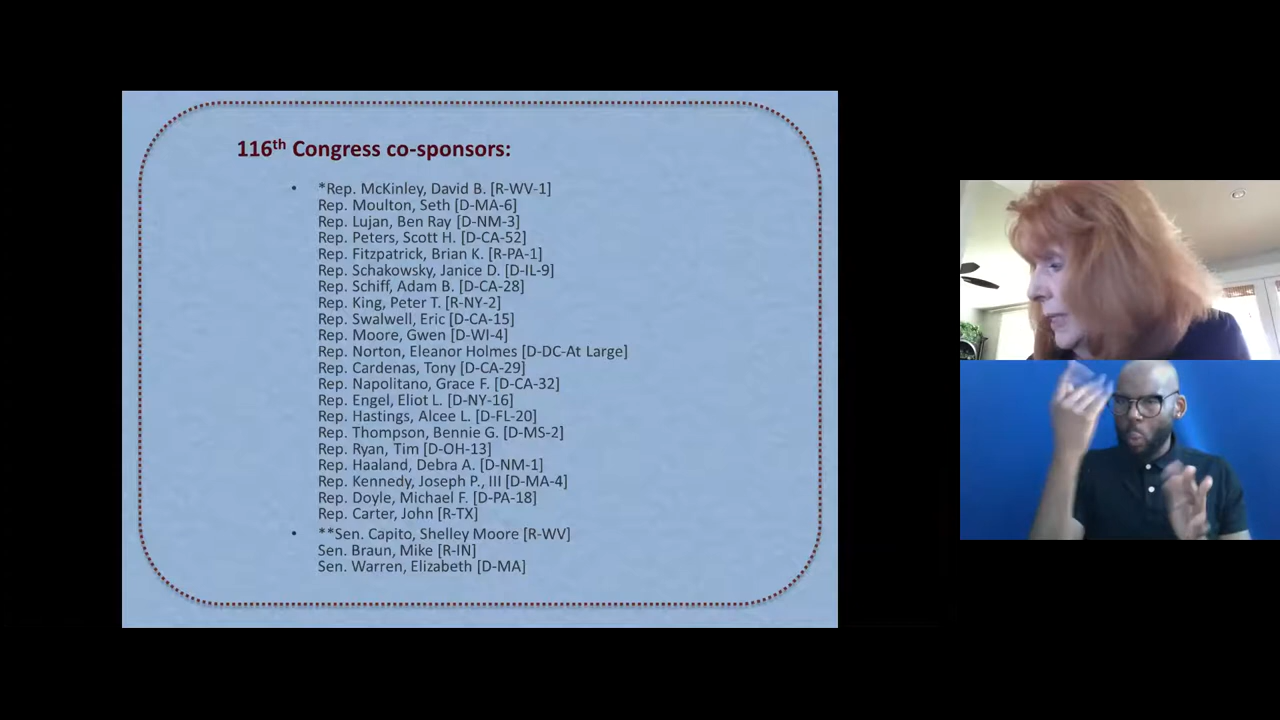 116th Congress co-sponsors:
• *Rep. McKinley, David B. [R-WV-1]
Rep. Moulton, Seth [D-MA-6]
Rep. Lujan, Ben Ray [D-NM-3]
Rep. Peters, Scott H. [D-CA-52]
Rep. Fitzpatrick, Brian K. [R-PA-1]
Rep. Schakowsky, Janice D. [D-IL-9]
Rep. Schiff, Adam B. [D-CA-28]
Rep. King, Peter T. [R-NY-2]
Rep. Swalwell, Eric [D-CA-15]
Rep. Moore, Gwen [D-WI-4]
Rep. Norton, Eleanor Holmes [D-DC-At Large]
Rep. Cardenas, Tony [D-CA-29]
Rep. Napolitano, Grace F. [D-CA-32]
Rep. Engel, Eliot L. [D-NY-16]
Rep. Hastings, Alcee L. [D-FL-20]
Rep. Thompson, Bennie G. [D-MS-2]
Rep. Ryan, Tim [D-OH-13]
Rep. Haaland, Debra A. [D-NM-1]
Rep. Kennedy, Joseph P., III [D-MA-4]
Rep. Doyle, Michael F. [D-PA-18]
Rep. Carter, John [R-TX]
• **Sen. Capito, Shelley Moore [R-WV]
Sen. Braun, Mike [R-IN]
Sen. Warren, Elizabeth [D-MA]